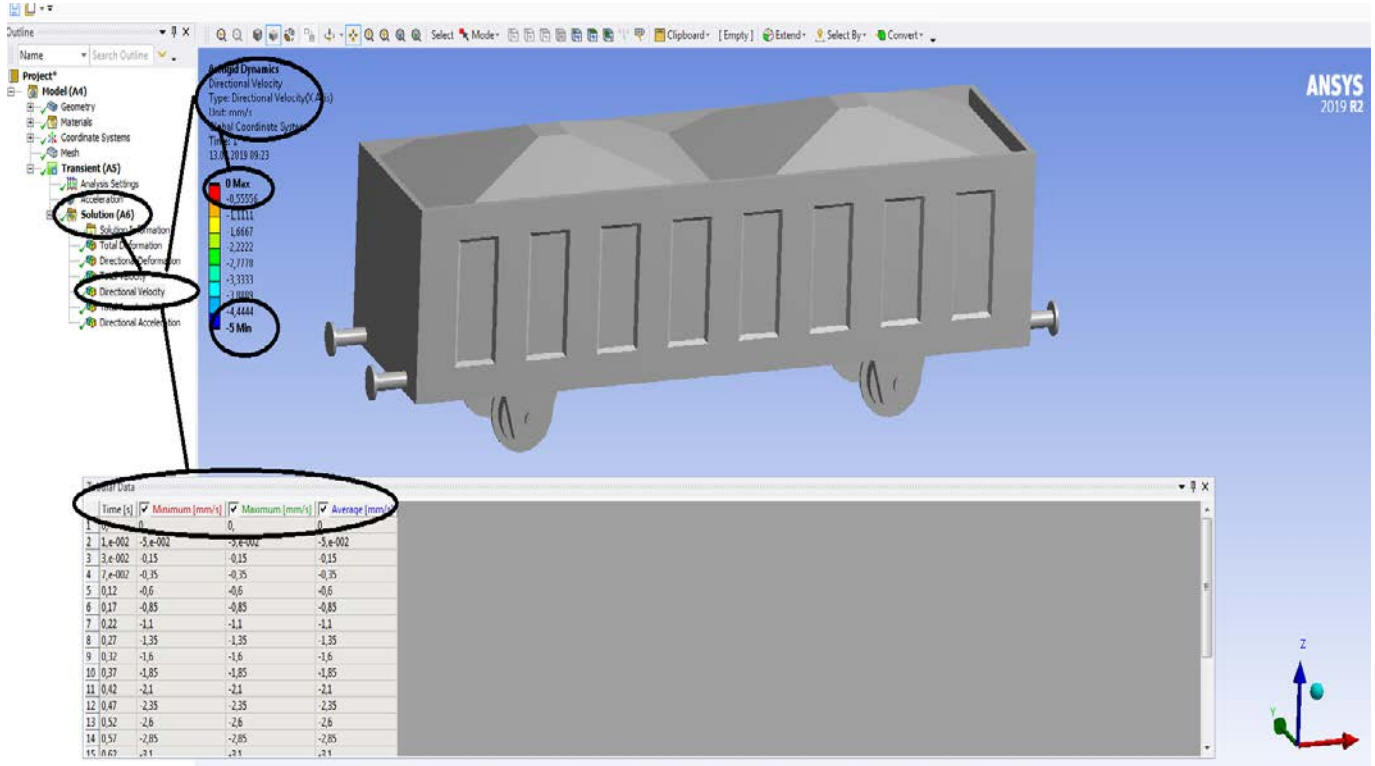 Outline
Select Mode Clipboard [Empty] Extend Select By Convert
Name Search Outline
Project*
Model (A4)
Geometry
Materials
Coordinate Systems
Mesh
Transient (A5)
Analysis Settings
Acceleration
Solution (A6)
Total
Directional Deformation
Directional Velocity
Directional Acceleration
Dynamics
Directional Velocity
Type: Directional Velocity
Unit: mm/s
Coordinate System
0 Max
-0,55556
-1,1111
-1,6667
-2,2222
-2,7778
-3,3333
-4,4444
-5 Min
ANSYS
2019 R2
Data
Time [s] Minimum [mm/s] Maximum [mm/s] Average [mm/s]
1 0, 0, 0, 0,
2 1,e-002 -5,e-002 -5,e-002 -5,e-002
3 3,e-002 -0,15 -0,15 -0,15
4 7,e-002 -0,35 -0,35 -0,35
5 0,12 -0,6 -0,6 -0,6
6 0,17 -0,85 -0,85 -0,85
7 0,22 -1,1 -1,1 -1,1
8 0,27 -1,35 -1,35 -1,35
9 0,32 -1,6 -1,6 -1,6
10 0,37 -1,85 -1,85 -1,85
11 0,42 -2,1 -2,1 -2,1
12 0,47 -2,35 -2,35 -2,35
13 0,52 -2,6 -2,6 -2,6
14 0,57 -2,85 -2,85 -2,85
15 0,62 -3,1 -3,1 -3,1
Z
Y